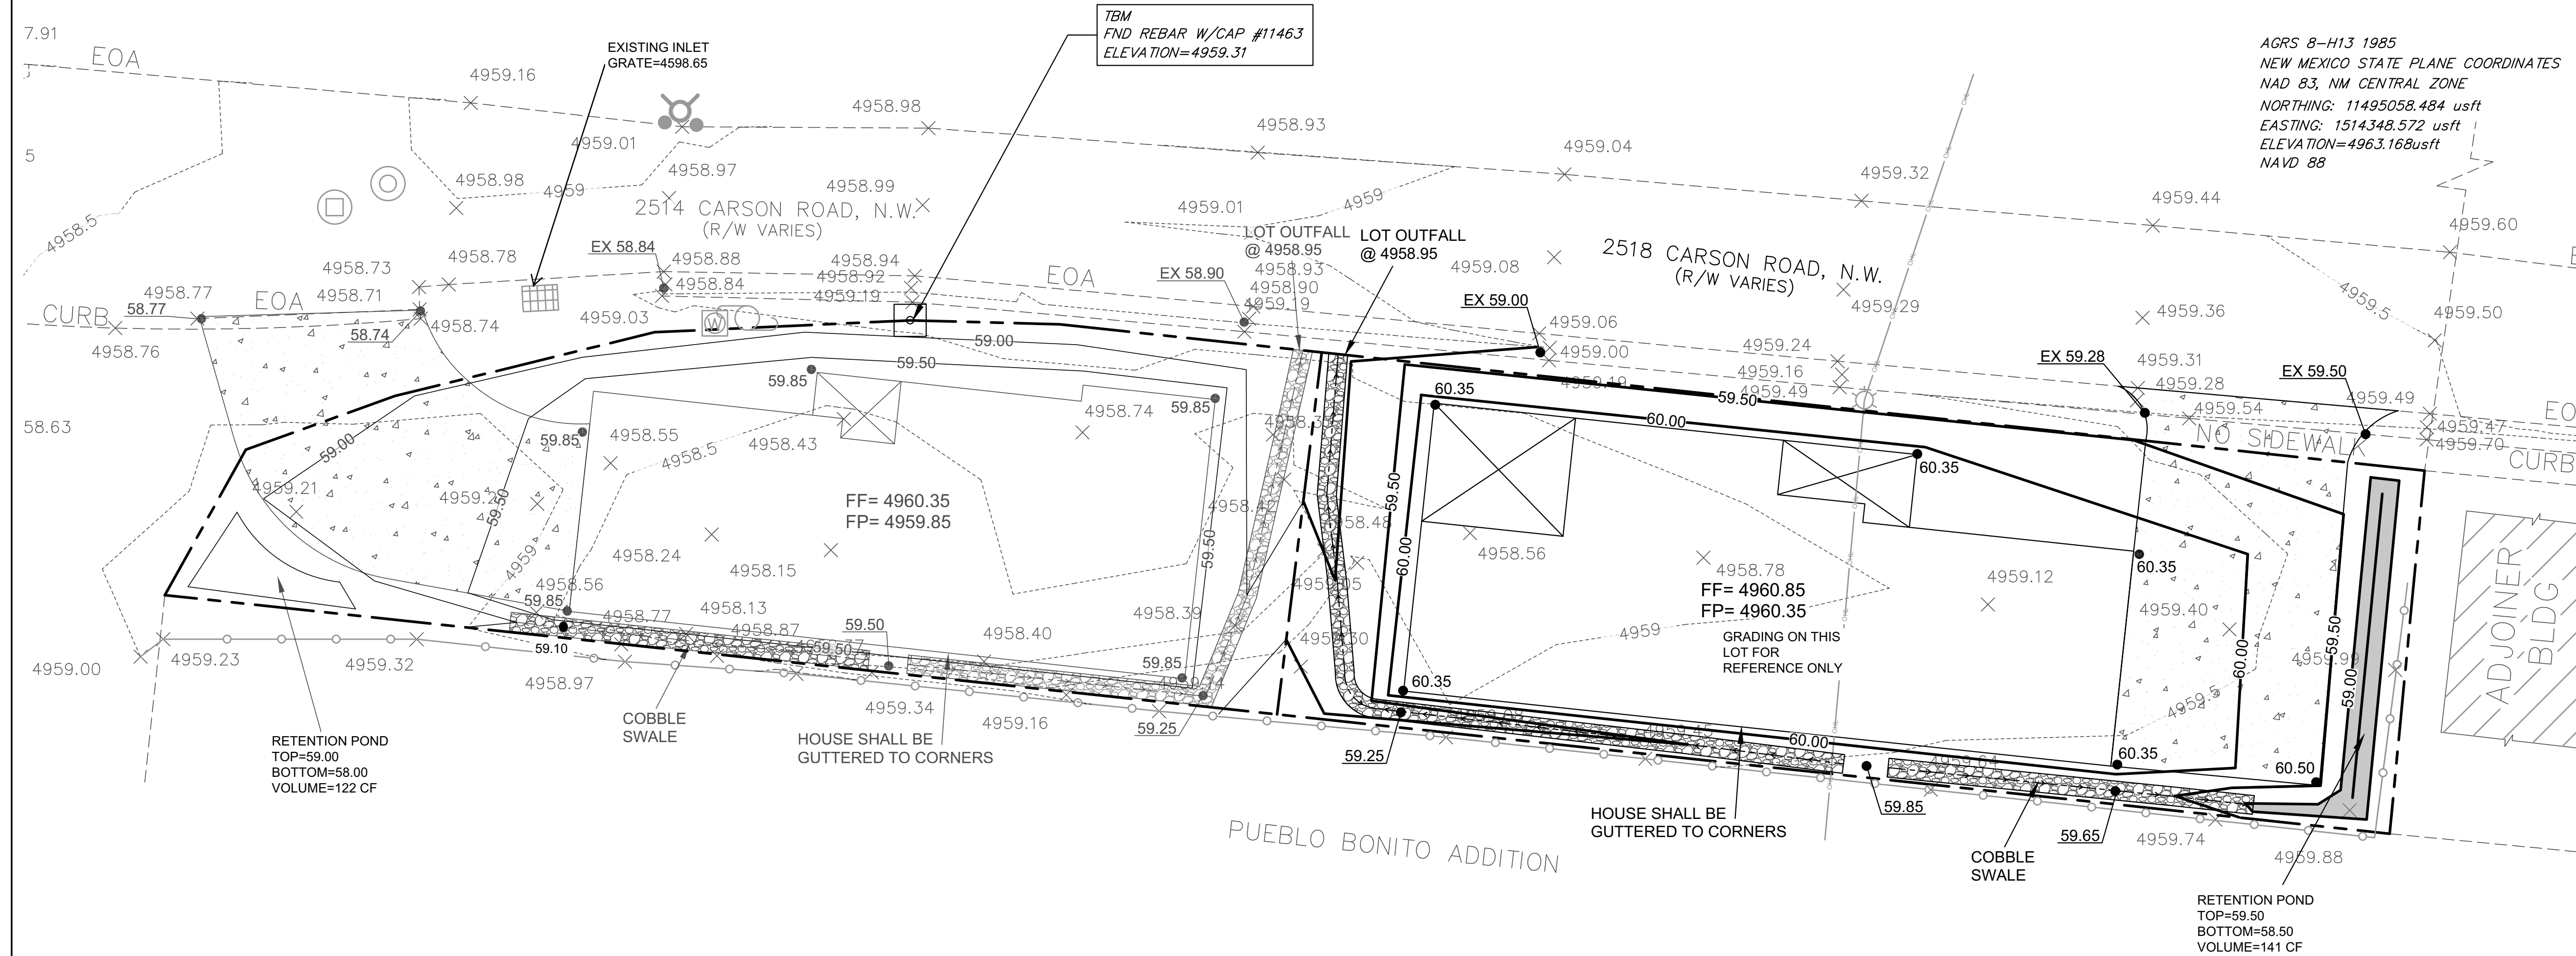 7.91
EOA
4959.16
EXISTING INLET
GRATE=4598.65
TBM
FND REBAR W/CAP #11463
ELEVATION=4959.31
AGRS 8-H13 1985
NEW MEXICO STATE PLANE COORDINATES
NAD 83, NM CENTRAL ZONE
NORTHING: 11495058.484 usft
EASTING: 1514348.572 usft
ELEVATION=4963.168usft
NAVD 88
4958.98
4958.93
4959.01
4959.04
4959.32
4959.44
4959.60
5
4958.98
4959
4958.97
4958.99
2514 CARSON ROAD, N.W.
(R/W VARIES)
4959.01
4959
4958.5
LOT OUTFALL
@ 4958.95
LOT OUTFALL
@ 4958.95
2518 CARSON ROAD, N.W.
(R/W VARIES)
4958.73
4958.78
EX 58.84
4958.88
4958.84
4958.94
4958.92
4959.19
EOA
EX 58.90
4958.93
4958.90
4959.19
4959.08
EX 59.00
4959.29
4959.36
4959.5
4959.50
4958.77
58.77
EOA
4958.71
CURB
58.74
4958.74
4959.03
W
4958.76
4959.06
4959.00
4959.19
4959.24
4959.16
4959.49
EX 59.28
4959.31
4959.28
EX 59.50
4959.49
4959.54
4959.47
4959.70
EO
NO SIDEWALK
CURB
59.00
59.50
59.85
59.85
4958.74
60.35
59.50
60.00
60.35
58.63
59.00
59.85
4958.55
4958.43
4958.5
4959.21
59.50
FF= 4960.35
FP= 4959.85
4958.42
4958.48
59.50
60.00
4958.56
4958.78
FF= 4960.85
FP= 4960.35
GRADING ON THIS
LOT FOR
REFERENCE ONLY
4959
4959.12
60.35
4959.40
4959
4958.24
4958.15
59.50
4958.56
59.85
4958.77
4958.13
4958.87
59.50
59.50
4958.40
4958.39
59.85
59.10
4959.00
4959.23
4959.32
4958.97
4959.34
4959.16
59.25
60.35
59.25
60.00
59.85
60.35
60.50
59.65
60.00
59.50
59.00
4959.5
4959.74
4959.88
ADJOINER
BLDG
RETENTION POND
TOP=59.00
BOTTOM=58.00
VOLUME=122 CF
COBBLE
SWALE
HOUSE SHALL BE
GUTTERED TO CORNERS
PUEBLO BONITO ADDITION
HOUSE SHALL BE
GUTTERED TO CORNERS
COBBLE
SWALE
RETENTION POND
TOP=59.50
BOTTOM=58.50
VOLUME=141 CF